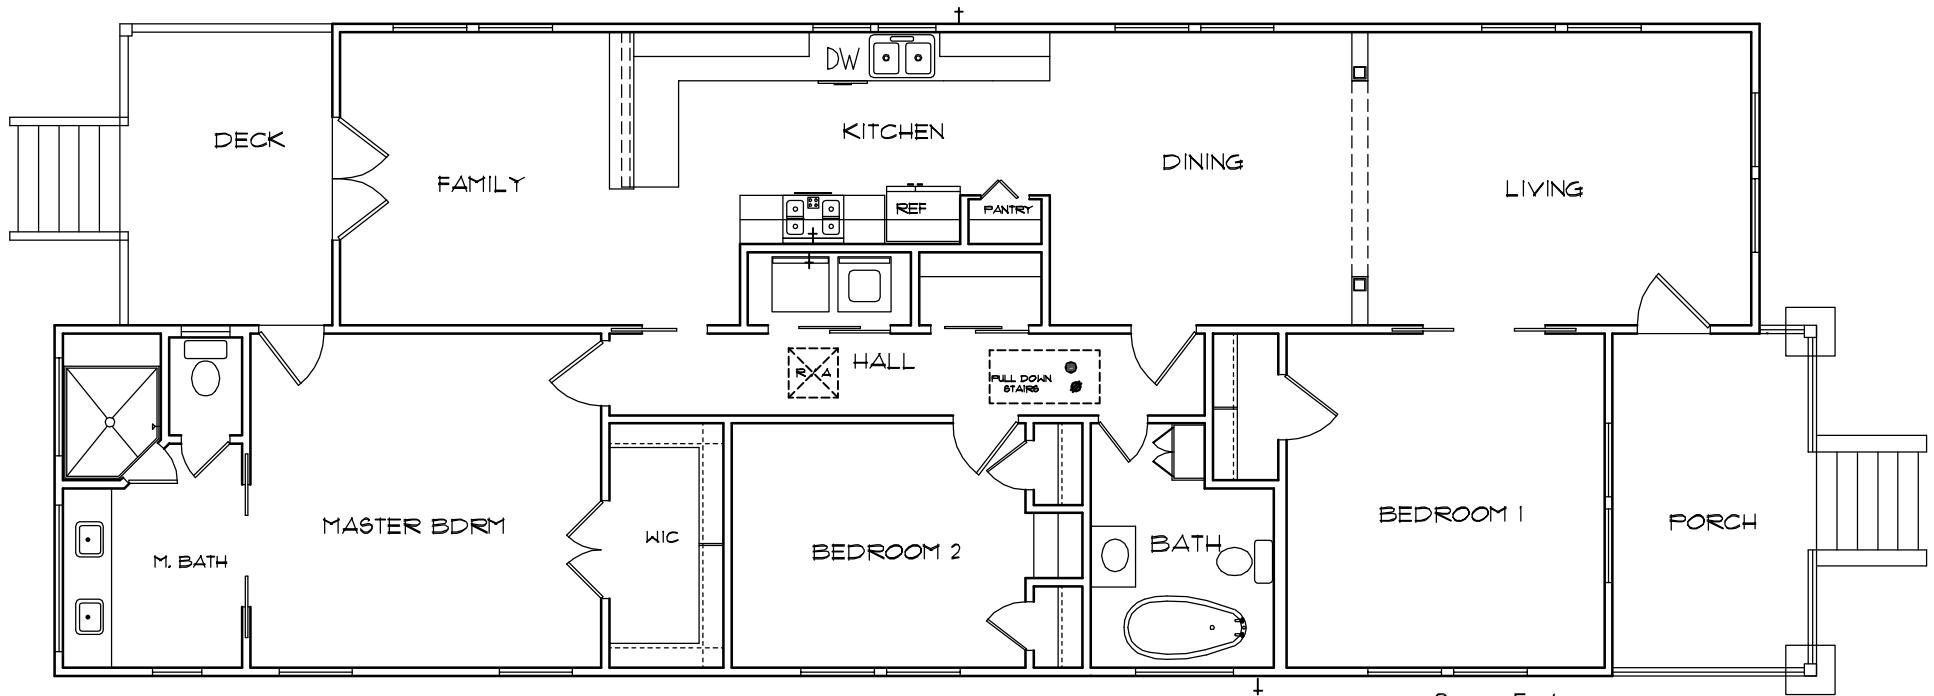 DW
DECK
KITCHEN
FAMILY
DINING
LIVING
REF
PANTRY
HALL
R A
PULL DOWN
STAIRS
MASTER BDRM
WIC
BEDROOM 2
BATH
BEDROOM 1
PORCH
M. BATH